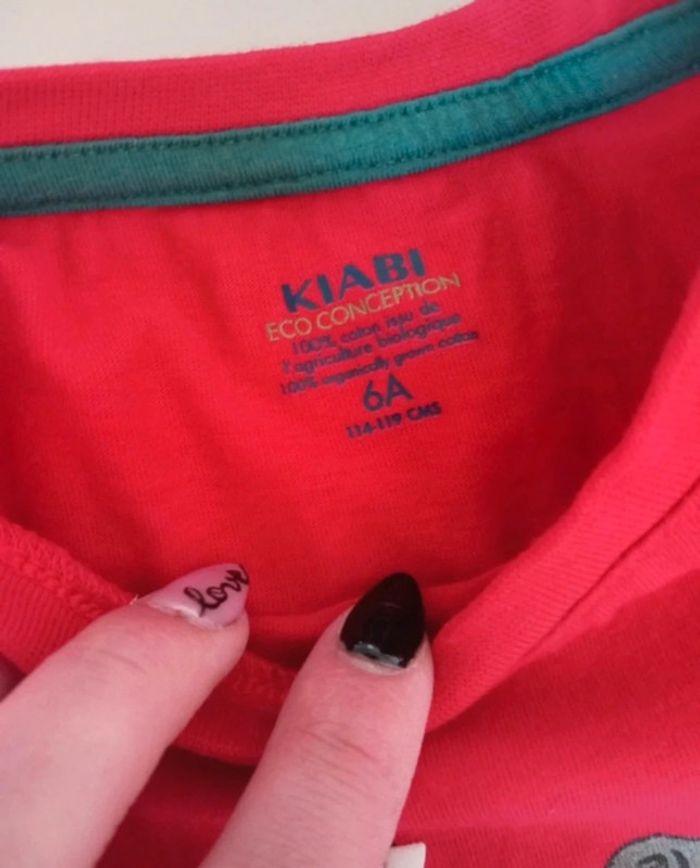 KIABI
ECO CONCEPTION
100% coton issu de
l'agriculture biologique
100% organically grown cotton
6A
114-119 CMS
love